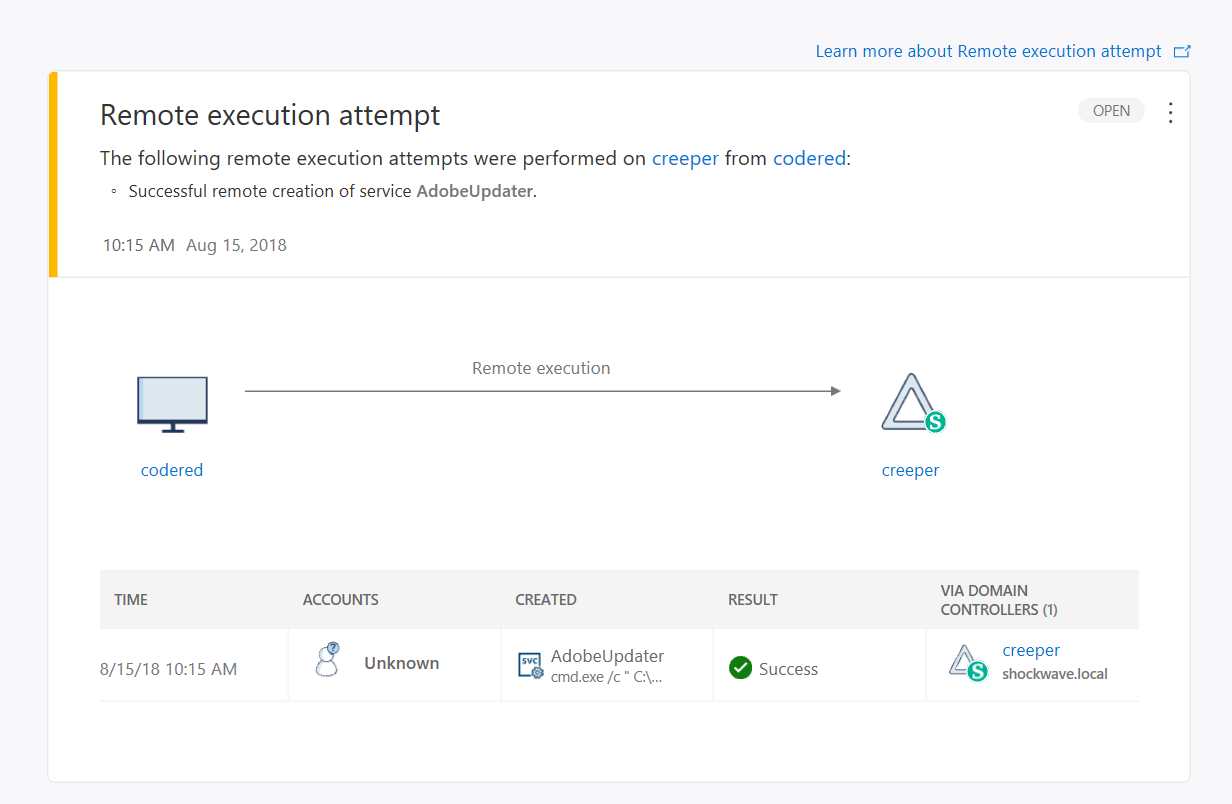 Learn more about Remote execution attempt
Remote execution attempt
OPEN
The following remote execution attempts were performed on creeper from codered:
◦ Successful remote creation of service AdobeUpdater.
10:15 AM Aug 15, 2018
Remote execution
S
codered
creeper
TIME
ACCOUNTS
CREATED
RESULT
VIA DOMAIN
CONTROLLERS (1)
8/15/18 10:15 AM
?
Unknown
SVC
AdobeUpdater
cmd.exe /c " C:\...
Success
S
creeper
shockwave.local